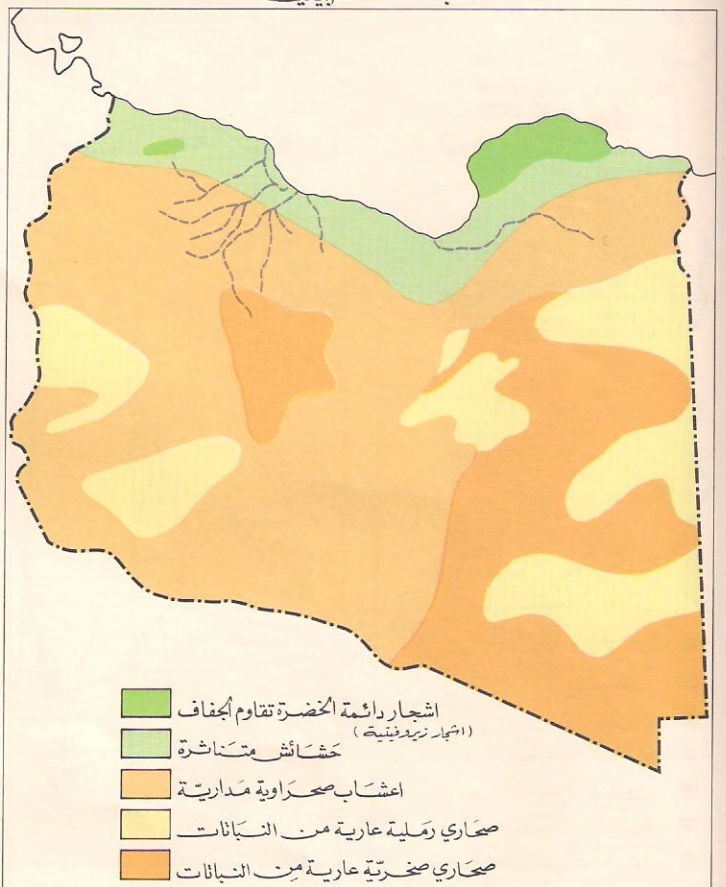 اشجار دائمة الخضرة تقاوم الجفاف
(اشجار زيروفيتية)
حشائش متناثرة
اعشاب صحراوية مدارية
صحاري رملية عارية من النباتات
صحاري صخرية عارية من النباتات